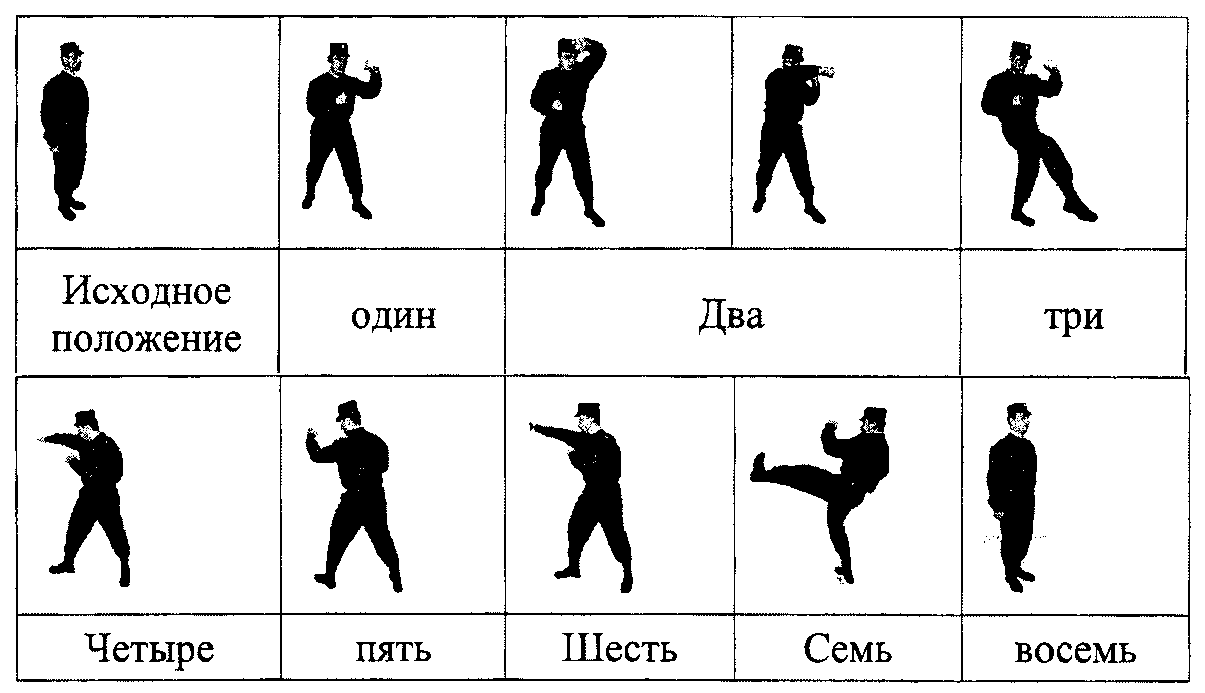 Исходное
положение
один
Два
три
Четыре
пять
Шесть
Семь
восемь